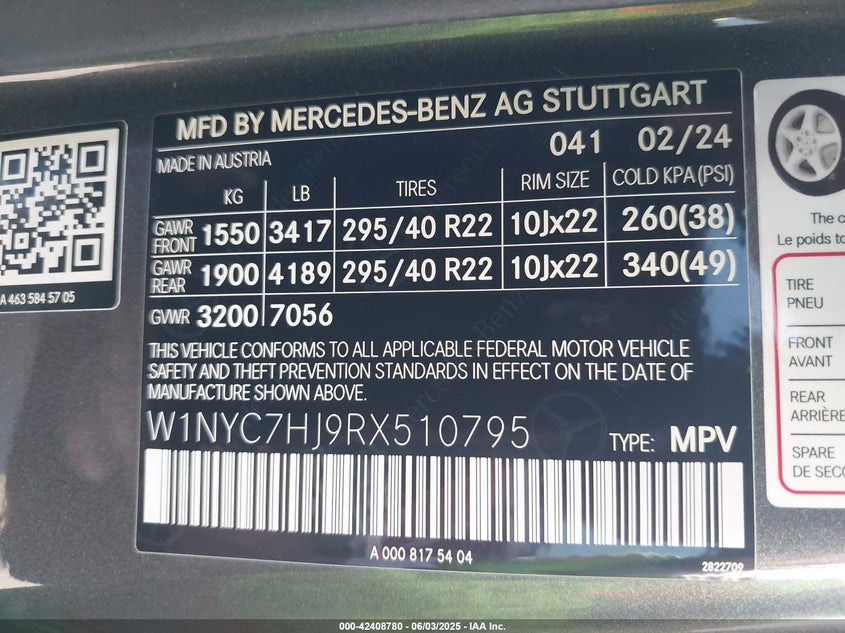 MFD BY MERCEDES-BENZ AG STUTTGART
MADE IN AUSTRIA 041 02/24
KG LB TIRES RIM SIZE COLD KPA (PSI)
GAWR FRONT 1550 3417 295/40 R22 10Jx22 260(38)
GAWR REAR 1900 4189 295/40 R22 10Jx22 340(49)
GVWR 3200 7056
THIS VEHICLE CONFORMS TO ALL APPLICABLE FEDERAL MOTOR VEHICLE
SAFETY AND THEFT PREVENTION STANDARDS IN EFFECT ON THE DATE OF
MANUFACTURE SHOWN ABOVE.
W1NYC7HJ9RX510795 TYPE: MPV
A 000 817 54 04
2822709
A 463 584 57 05
The c
Le poids to
TIRE
PNEU
FRONT
AVANT
REAR
ARRIÈRE
SPARE
DE SECO
000-42408780 - 06/03/2025 - IAA Inc.